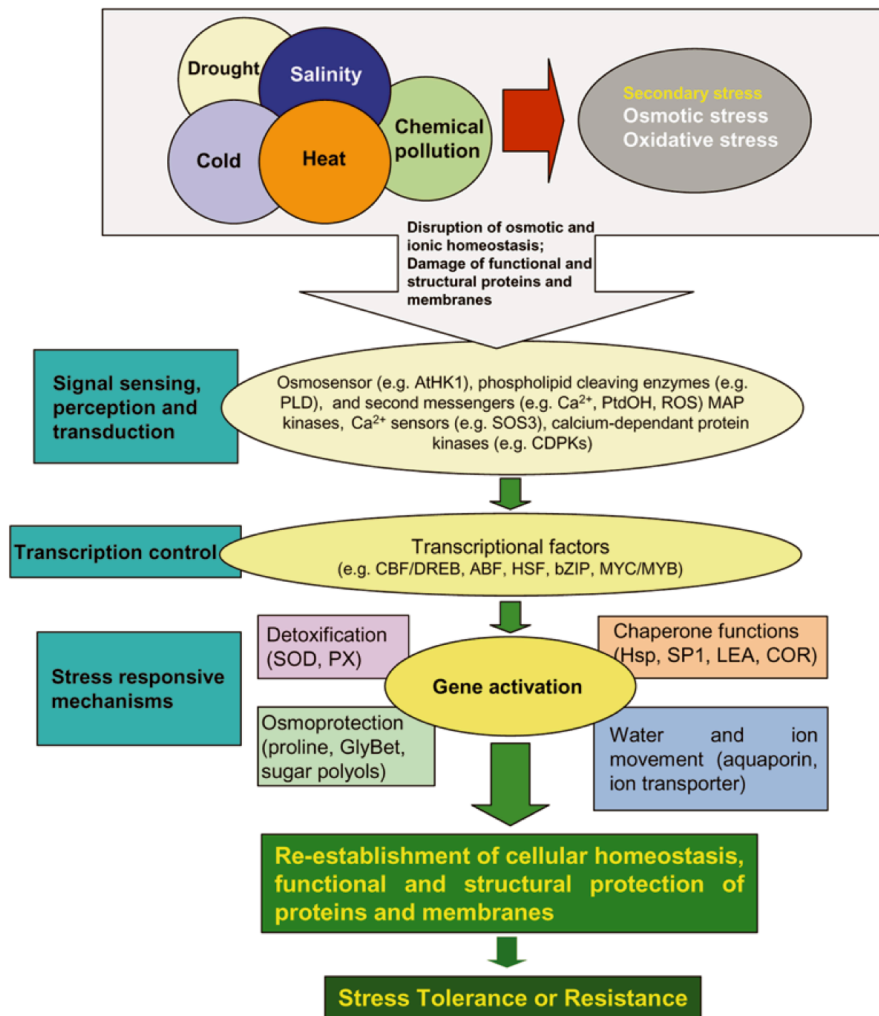 Drought
Salinity
Cold
Heat
Chemical
pollution
Secondary stress
Osmotic stress
Oxidative stress
Disruption of osmotic and
ionic homeostasis;
Damage of functional and
structural proteins and
membranes
Signal sensing,
perception and
transduction
Osmosensor (e.g. AtHK1), phospholipid cleaving enzymes (e.g.
PLD), and second messengers (e.g. Ca²⁺, PtdOH, ROS) MAP
kinases, Ca²⁺ sensors (e.g. SOS3), calcium-dependant protein
kinases (e.g. CDPKs)
Transcription control
Transcriptional factors
(e.g. CBF/DREB, ABF, HSF, bZIP, MYC/MYB)
Stress responsive
mechanisms
Detoxification
(SOD, PX)
Chaperone functions
(Hsp, SP1, LEA, COR)
Gene activation
Osmoprotection
(proline, GlyBet,
sugar polyols)
Water and ion
movement (aquaporin,
ion transporter)
Re-establishment of cellular homeostasis,
functional and structural protection of
proteins and membranes
Stress Tolerance or Resistance